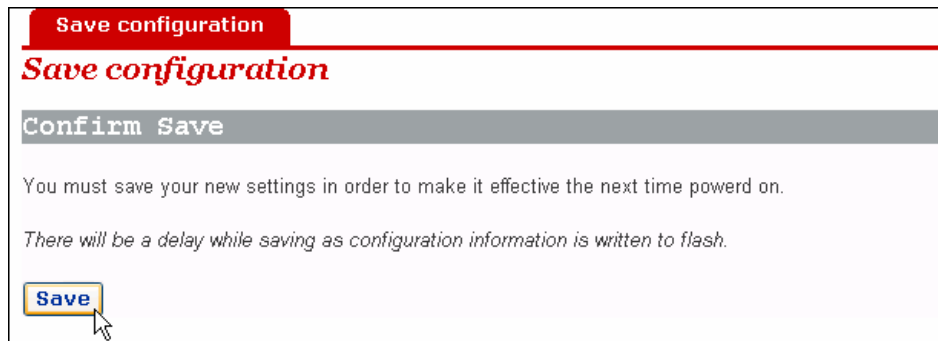 Save configuration
Save configuration
Confirm Save
You must save your new settings in order to make it effective the next time powerd on.
There will be a delay while saving as configuration information is written to flash.
Save